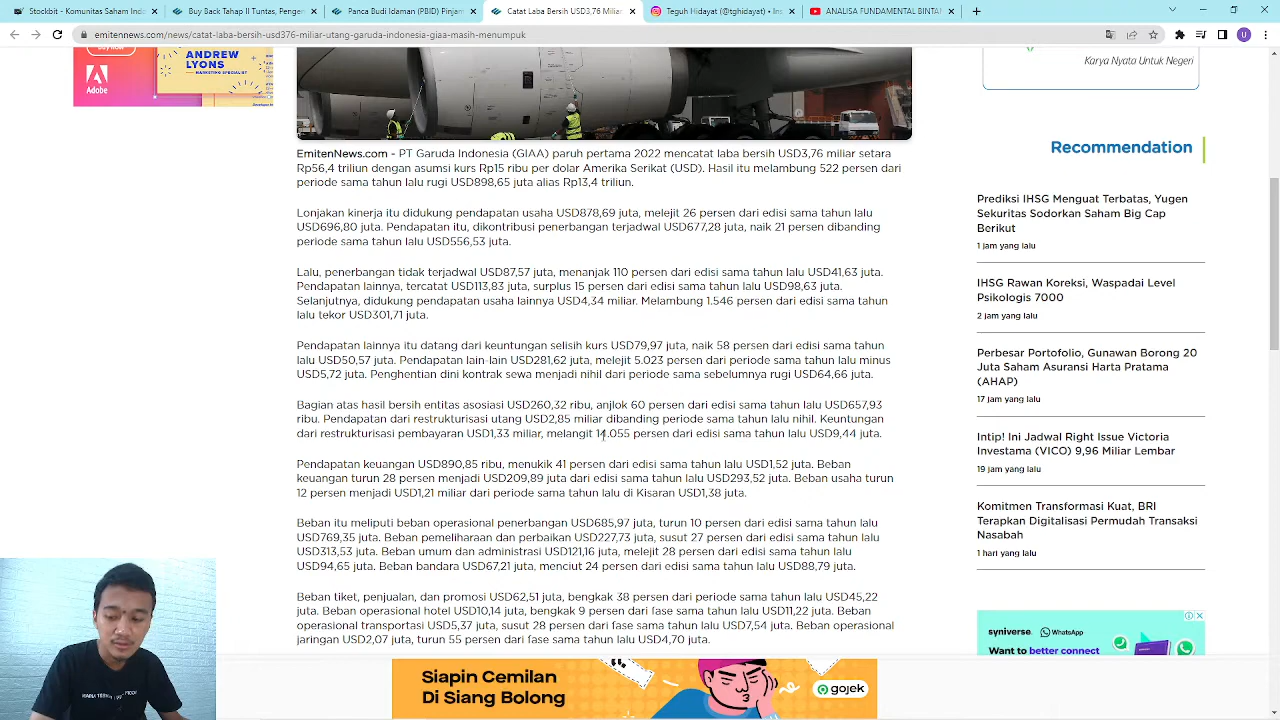 Stockbit - Komunitas Saham Indo
Buy Back Tahap II Tuntas, Pengen
Panca Budi Idaman (PBID) Pinjam
Catat Laba Bersih USD3,76 Miliar
Teguh Hidayat (@tghidayat) • Ins
ANALISA FUNDAMENTAL BINTA!
emitennews.com/news/catat-laba-bersih-usd376-miliar-utang-garuda-indonesia-giaa-masih-menumpuk
U
Buy now
Adobe
ANDREW
LYONS
MARKETING SPECIALIST
Karya Nyata Untuk Negeri
EmitenNews.com - PT Garuda Indonesia (GIAA) paruh pertama 2022 mencatat laba bersih USD3,76 miliar setara
Rp56,4 triliun dengan asumsi kurs Rp15 ribu per dolar Amerika Serikat (USD). Hasil itu melambung 522 persen dari
periode sama tahun lalu rugi USD898,65 juta alias Rp13,4 triliun.
Lonjakan kinerja itu didukung pendapatan usaha USD878,69 juta, melejit 26 persen dari edisi sama tahun lalu
USD696,80 juta. Pendapatan itu, dikontribusi penerbangan terjadwal USD677,28 juta, naik 21 persen dibanding
periode sama tahun lalu USD556,53 juta.
Lalu, penerbangan tidak terjadwal USD87,57 juta, menanjak 110 persen dari edisi sama tahun lalu USD41,63 juta.
Pendapatan lainnya, tercatat USD113,83 juta, surplus 15 persen dari edisi sama tahun lalu USD98,63 juta.
Selanjutnya, didukung pendapatan usaha lainnya USD4,34 miliar. Melambung 1.546 persen dari edisi sama tahun
lalu tekor USD301,71 juta.
Pendapatan lainnya itu datang dari keuntungan selisih kurs USD79,97 juta, naik 58 persen dari edisi sama tahun
lalu USD50,57 juta. Pendapatan lain-lain USD281,62 juta, melejit 5.023 persen dari periode sama tahun lalu minus
USD5,72 juta. Penghentian dini kontrak sewa menjadi nihil dari periode sama sebelumnya rugi USD64,66 juta.
Bagian atas hasil bersih entitas asosiasi USD260,32 ribu, anjlok 60 persen dari edisi sama tahun lalu USD657,93
ribu. Pendapatan dari restrukturisasi utang USD2,85 miliar dibanding periode sama tahun lalu nihil. Keuntungan
dari restrukturisasi pembayaran USD1,33 miliar, melangit 14.055 persen dari edisi sama tahun lalu USD9,44 juta.
Pendapatan keuangan USD890,85 ribu, menukik 41 persen dari edisi sama tahun lalu USD1,52 juta. Beban
keuangan turun 28 persen menjadi USD209,89 juta dari edisi sama tahun lalu USD293,52 juta. Beban usaha turun
12 persen menjadi USD1,21 miliar dari periode sama tahun lalu di Kisaran USD1,38 juta.
Beban itu meliputi beban operasional penerbangan USD685,97 juta, turun 10 persen dari edisi sama tahun lalu
USD769,35 juta. Beban pemeliharaan dan perbaikan USD227,73 juta, susut 27 persen dari edisi sama tahun lalu
USD313,53 juta. Beban umum dan administrasi USD121,16 juta, melejit 28 persen dari edisi sama tahun lalu
USD94,65 juta. Beban bandara USD67,21 juta, menciut 24 persen dari edisi sama tahun lalu USD88,79 juta.
Beban tiket, penjualan, dan promosi USD62,51 juta, bengkak 38 persen dari periode sama tahun lalu USD45,22
juta. Beban operasional hotel USD10,14 juta, bengkak 9 persen dari fase sama tahun lalu USD11,22 juta. Beban
operasional transportasi USD5,37 juta, susut 28 persen dari fase sama tahun lalu USD7,54 juta. Beban operasional
jaringan USD2,07 juta, turun 55 persen dari fase sama tahun lalu USD4,70 juta.
Recommendation
Prediksi IHSG Menguat Terbatas, Yugen
Sekuritas Sodorkan Saham Big Cap
Berikut
1 jam yang lalu
IHSG Rawan Koreksi, Waspadai Level
Psikologis 7000
2 jam yang lalu
Perbesar Portofolio, Gunawan Borong 20
Juta Saham Asuransi Harta Pratama
(AHAP)
17 jam yang lalu
Intip! Ini Jadwal Right Issue Victoria
Investama (VICO) 9,96 Miliar Lembar
19 jam yang lalu
Komitmen Transformasi Kuat, BRI
Terapkan Digitalisasi Permudah Transaksi
Nasabah
1 hari yang lalu
syniverse.
WhatsApp
Want to better connect
Siapin Cemilan
Di Siang Bolong
gojek